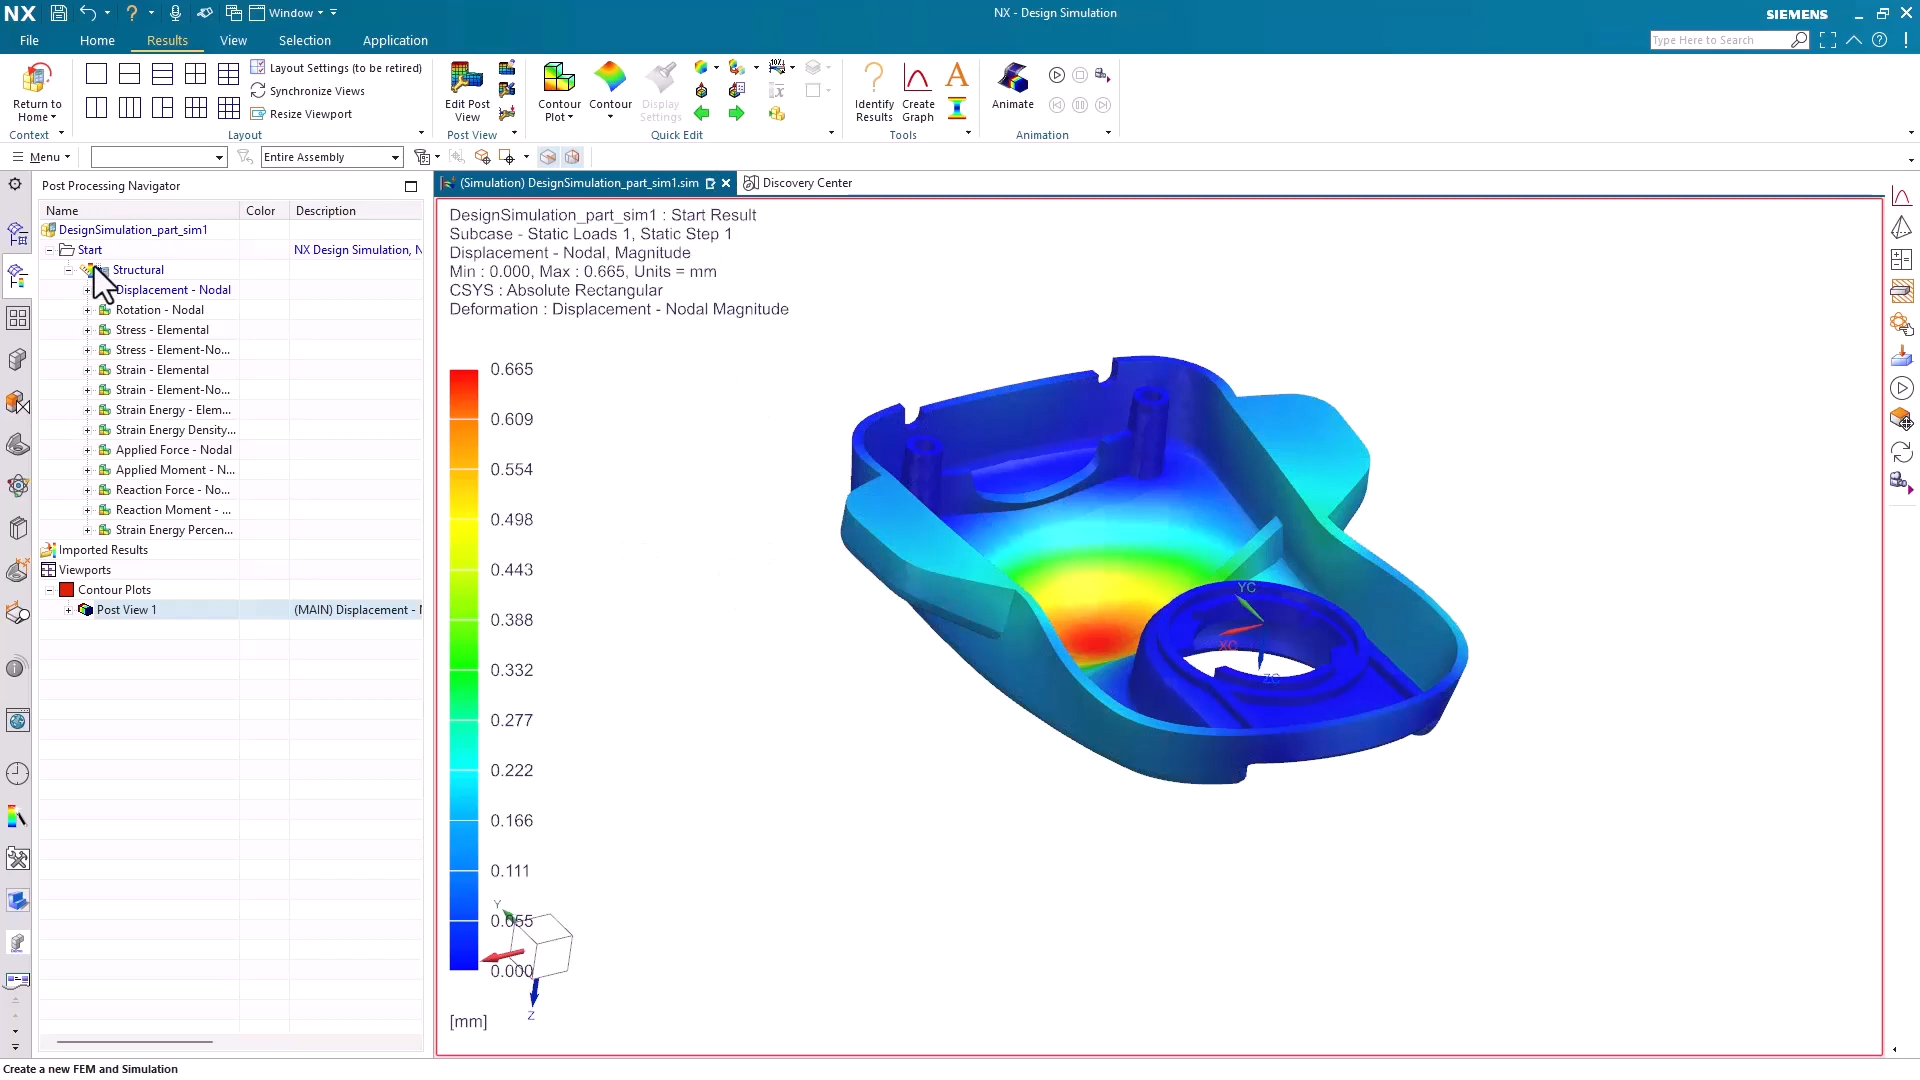 NX
Window
NX - Design Simulation
SIEMENS
File
Home
Results
View
Selection
Application
Type Here to Search
Return to Home
Layout Settings (to be retired)
Synchronize Views
Resize Viewport
Edit Post View
Contour Plot
Contour
Display Settings
Identify Results
Create Graph
Animate
Context
Layout
Post View
Quick Edit
Tools
Animation
Menu
Entire Assembly
Post Processing Navigator
(Simulation) DesignSimulation_part_sim1.sim
Discovery Center
Name
Color
Description
DesignSimulation_part_sim1
Start
NX Design Simulation, N
Structural
Displacement - Nodal
Rotation - Nodal
Stress - Elemental
Stress - Element-No...
Strain - Elemental
Strain - Element-No...
Strain Energy - Elem...
Strain Energy Density...
Applied Force - Nodal
Applied Moment - N...
Reaction Force - No...
Reaction Moment - ...
Strain Energy Percen...
Imported Results
Viewports
Contour Plots
Post View 1
(MAIN) Displacement -
DesignSimulation_part_sim1 : Start Result
Subcase - Static Loads 1, Static Step 1
Displacement - Nodal, Magnitude
Min : 0.000, Max : 0.665, Units = mm
CSYS : Absolute Rectangular
Deformation : Displacement - Nodal Magnitude
0.665
0.609
0.554
0.498
0.443
0.388
0.332
0.277
0.222
0.166
0.111
0.055
0.000
[mm]
Y
Z
YC
XC
ZC
Create a new FEM and Simulation